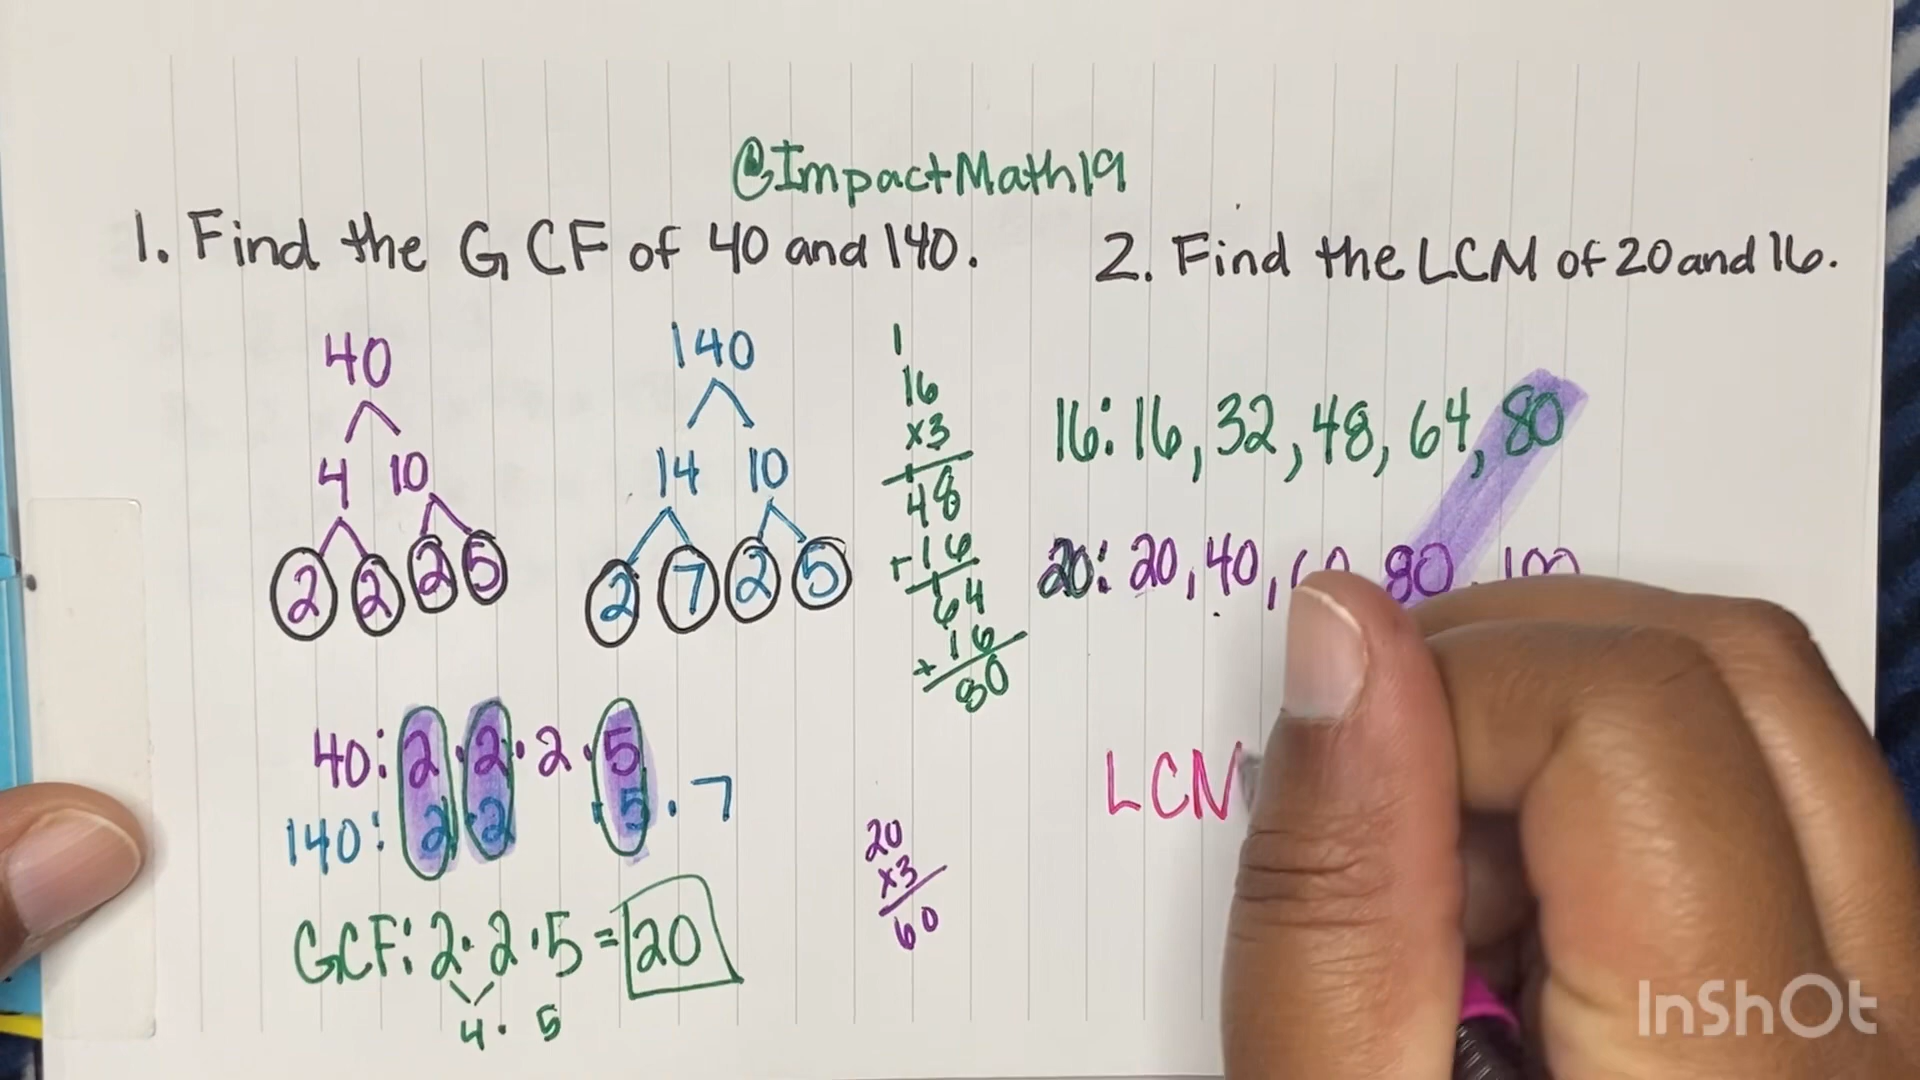 @ImpactMath19
1. Find the GCF of 40 and 140.
40
4 10
2 2 2 5
140
14 10
2 7 2 5
40: 2 · 2 · 2 · 5
140: 2 · 2 · 5 · 7
GCF: 2 · 2 · 5 = 20
4 · 5
1
16
x3
48
+16
64
+16
80
20
x3
60
2. Find the LCM of 20 and 16.
16: 16, 32, 48, 64, 80
20: 20, 40, 60, 80, 100
LCM
InShOt